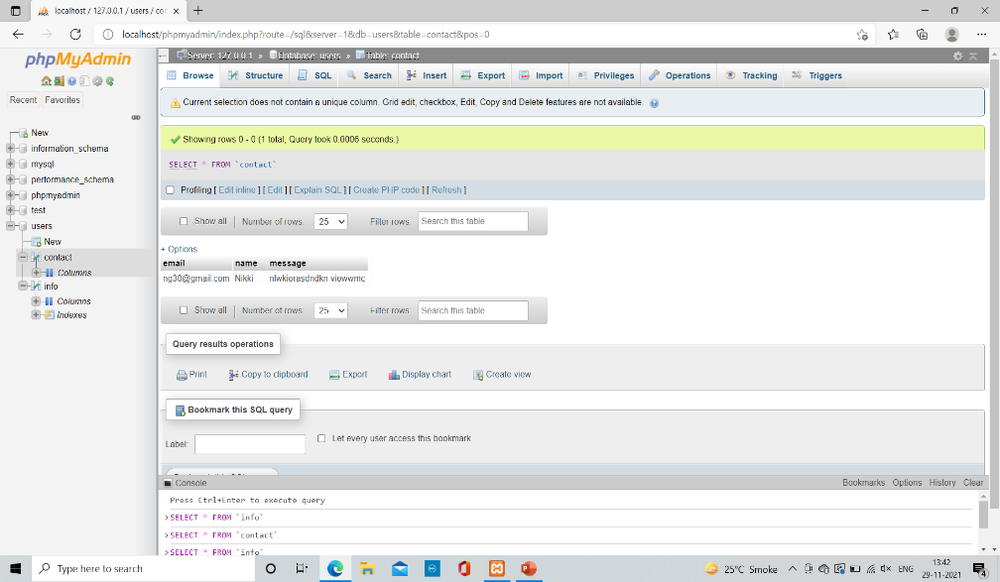 localhost / 127.0.0.1 / users / cor
localhost/phpmyadmin/index.php?route=/sql&server=1&db=users&table=contact&pos=0
phpMyAdmin
Recent Favorites
New
information_schema
mysql
performance_schema
phpmyadmin
test
users
New
contact
Columns
info
Columns
Indexes
Server: 127.0.0.1 » Database: users » Table: contact
Browse Structure SQL Search Insert Export Import Privileges Operations Tracking Triggers
Current selection does not contain a unique column. Grid edit, checkbox, Edit, Copy and Delete features are not available.
Showing rows 0 - 0 (1 total, Query took 0.0006 seconds.)
SELECT * FROM `contact`
Profiling [ Edit inline ] [ Edit ] [ Explain SQL ] [ Create PHP code ] [ Refresh ]
Show all | Number of rows: 25 Filter rows: Search this table
+ Options
email name message
ng30@gmail.com Nikki nlwkiorasdndkn viowwmc
Show all | Number of rows: 25 Filter rows: Search this table
Query results operations
Print Copy to clipboard Export Display chart Create view
Bookmark this SQL query
Label: Let every user access this bookmark
Console Bookmarks Options History Clear
Press Ctrl+Enter to execute query
>SELECT * FROM `info`
>SELECT * FROM `contact`
>SELECT * FROM `info`
Type here to search
25°C Smoke ENG 13:42
29-11-2021 4